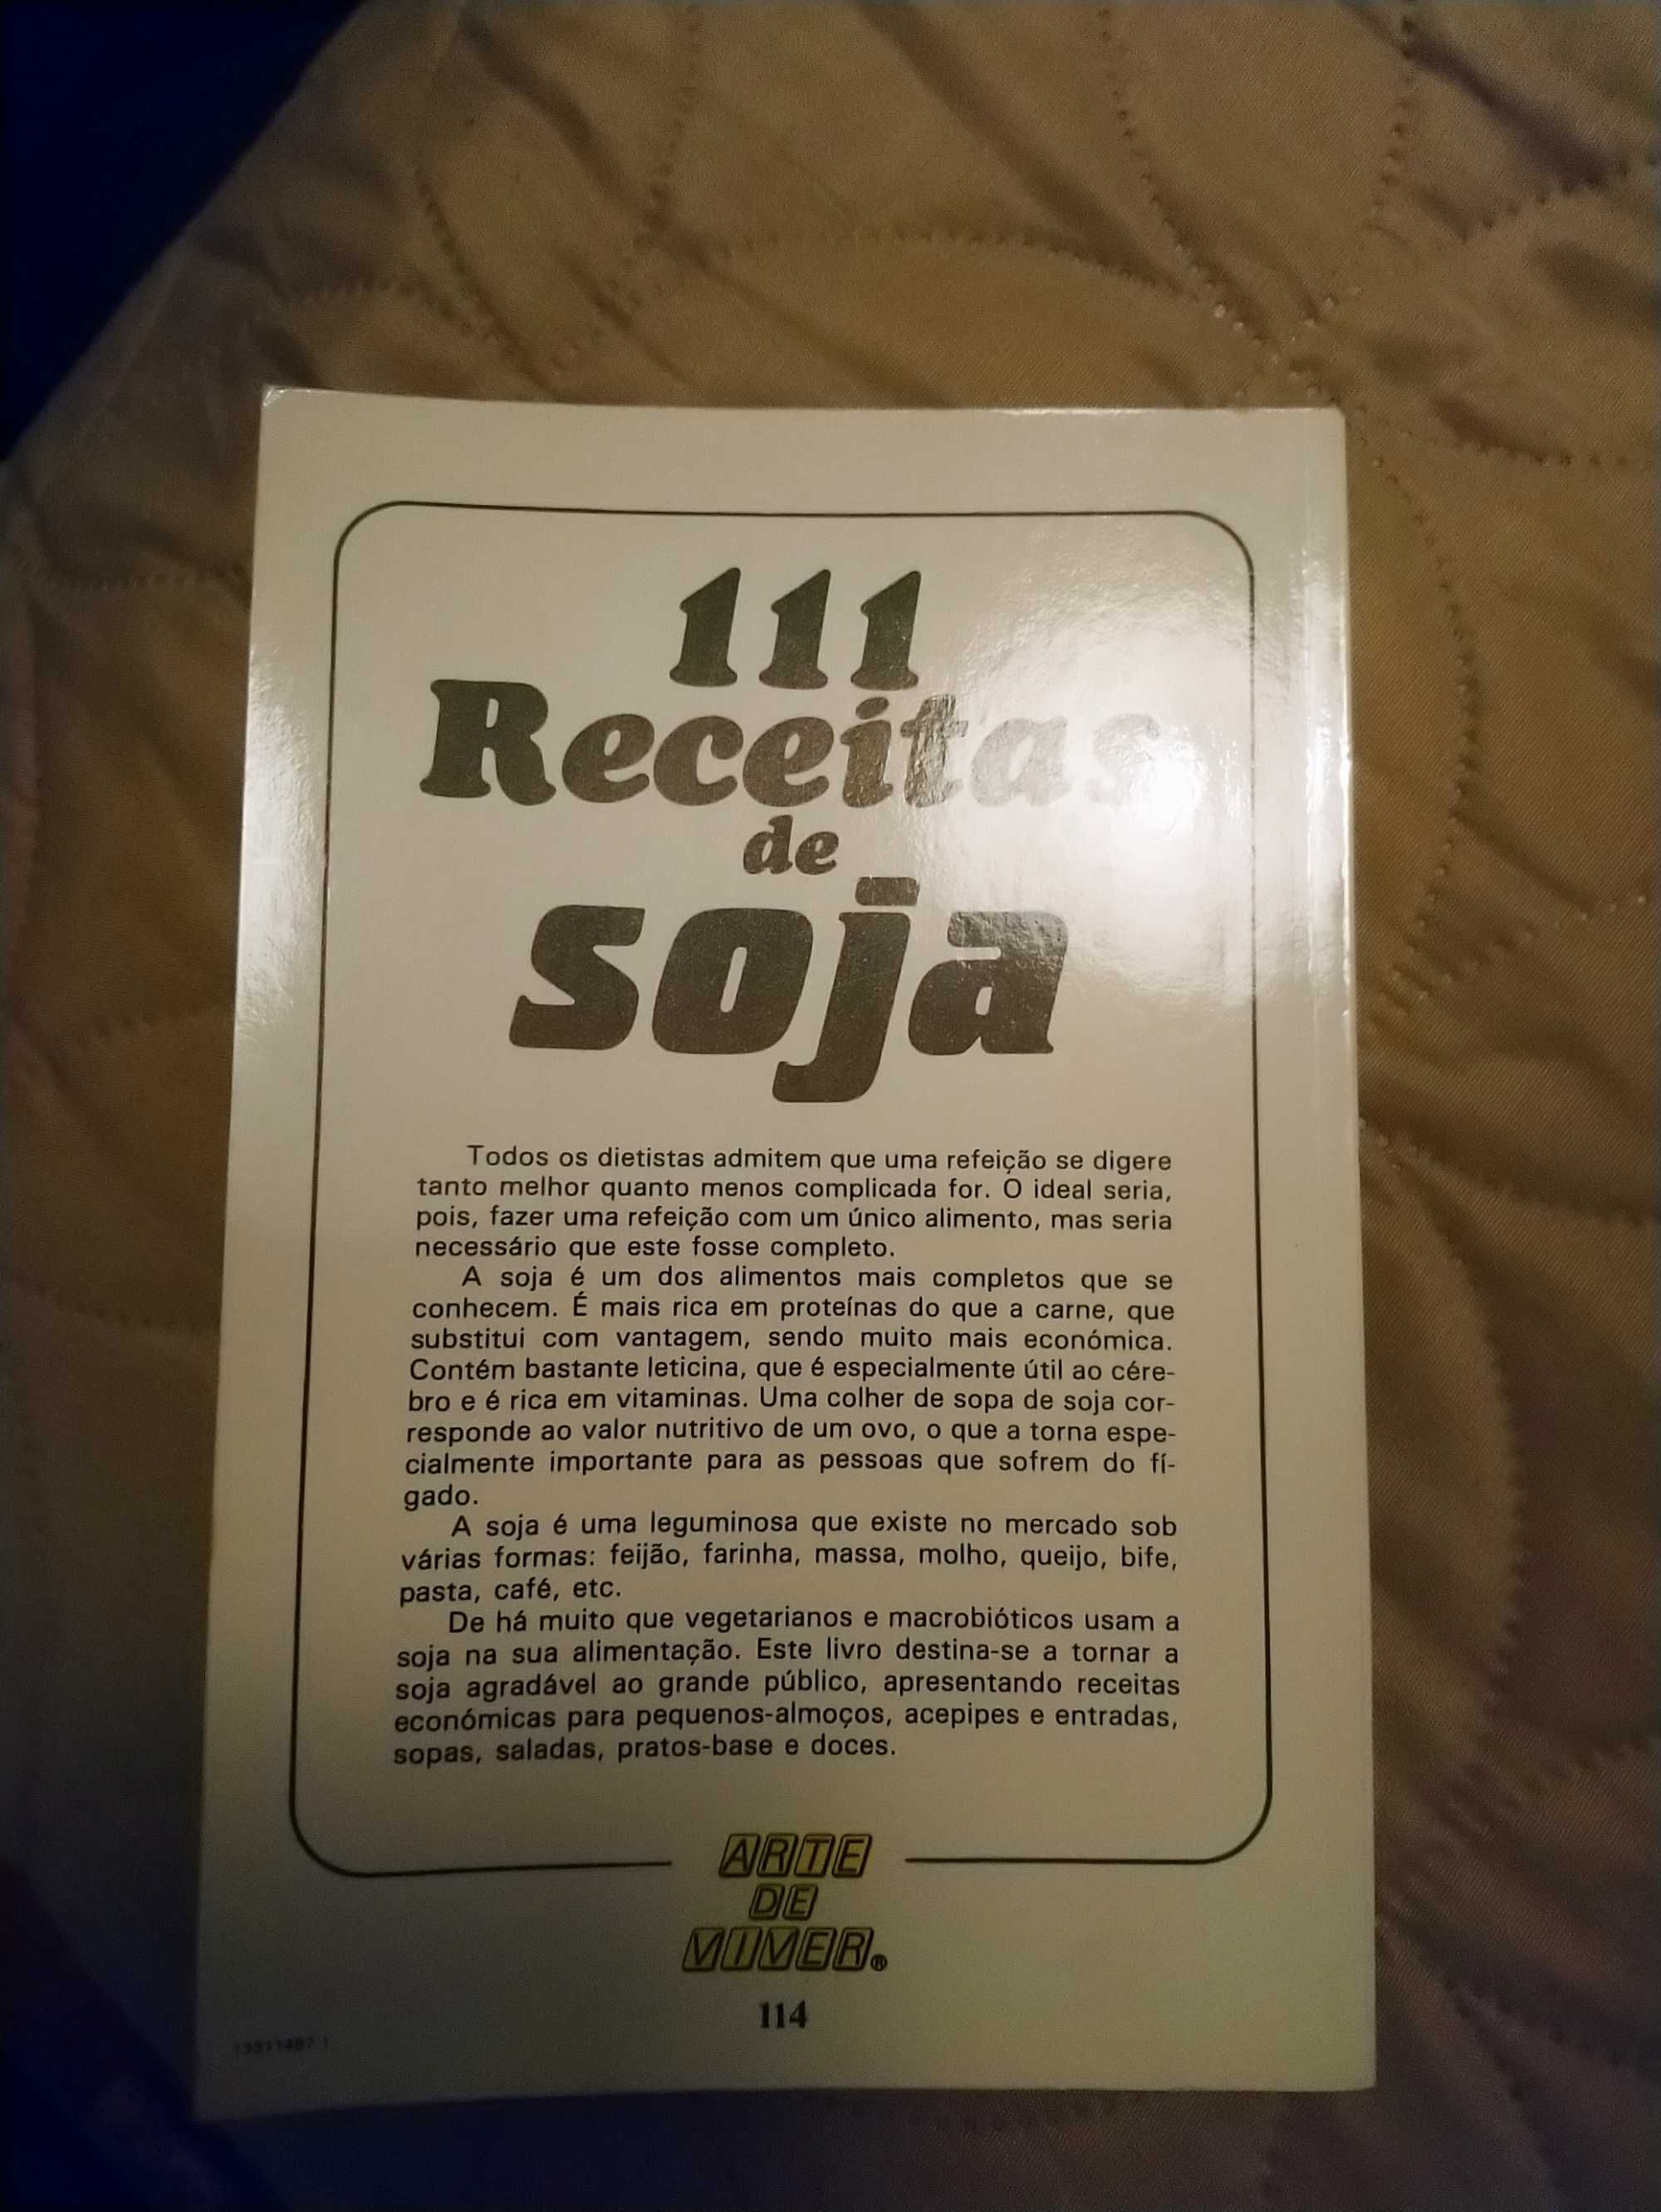 111
Receitas
de
soja
Todos os dietistas admitem que uma refeição se digere
tanto melhor quanto menos complicada for. O ideal seria,
pois, fazer uma refeição com um único alimento, mas seria
necessário que este fosse completo.
A soja é um dos alimentos mais completos que se
conhecem. É mais rica em proteínas do que a carne, que
substitui com vantagem, sendo muito mais económica.
Contém bastante leticina, que é especialmente útil ao cére-
bro e é rica em vitaminas. Uma colher de sopa de soja cor-
responde ao valor nutritivo de um ovo, o que a torna espe-
cialmente importante para as pessoas que sofrem do fí-
gado.
A soja é uma leguminosa que existe no mercado sob
várias formas: feijão, farinha, massa, molho, queijo, bife,
pasta, café, etc.
De há muito que vegetarianos e macrobióticos usam a
soja na sua alimentação. Este livro destina-se a tornar a
soja agradável ao grande público, apresentando receitas
económicas para pequenos-almoços, acepipes e entradas,
sopas, saladas, pratos-base e doces.
ARTE
DE
VIVER®
114